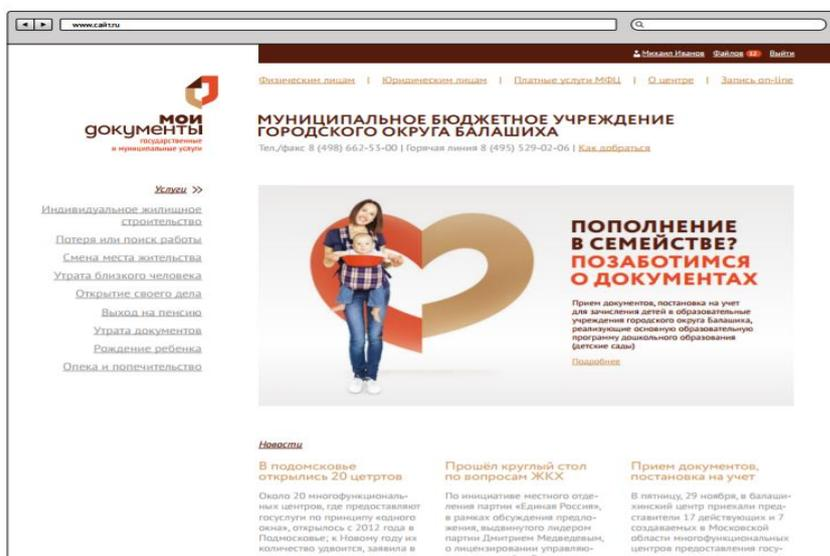 www.сайт.ru
Михаил Иванов Файлов 12 Выйти
Физическим лицам | Юридическим лицам | Платные услуги МФЦ | О центре | Запись on-line
мои
документы
государственные
и муниципальные услуги
МУНИЦИПАЛЬНОЕ БЮДЖЕТНОЕ УЧРЕЖДЕНИЕ
ГОРОДСКОГО ОКРУГА БАЛАШИХА
Тел./факс 8 (498) 662-53-00 | Горячая линия 8 (495) 529-02-06 | Как добраться
Услуги >>
Индивидуальное жилищное
строительство
Потеря или поиск работы
Смена места жительства
Утрата близкого человека
Открытие своего дела
Выход на пенсию
Утрата документов
Рождение ребенка
Опека и попечительство
ПОПОЛНЕНИЕ
В СЕМЕЙСТВЕ?
ПОЗАБОТИМСЯ
О ДОКУМЕНТАХ
Прием документов, постановка на учет
для зачисления детей в образовательные
учреждения городского округа Балашиха,
реализующие основную образовательную
программу дошкольного образования
(детские сады)
Подробнее
Новости
В подомсковье
открылись 20 цетртов
Около 20 многофункциональ-
ных центров, где предоставляют
госуслуги по принципу «одного
окна», открылось с 2012 года в
Подмосковье; к Новому году их
количество удвоится, заявила в
Прошёл круглый стол
по вопросам ЖКХ
По инициативе местного отде-
ления партии «Единая Россия»,
в рамках обсуждения предло-
жения, выдвинутого лидером
партии Дмитрием Медведевым,
о лицензировании управляю-
Прием документов,
постановка на учет
В пятницу, 29 ноября, в балаши-
хинский центр приехали пред-
ставители 17 действующих и 7
создаваемых в Московской
области многофункциональных
центров предоставления госу-